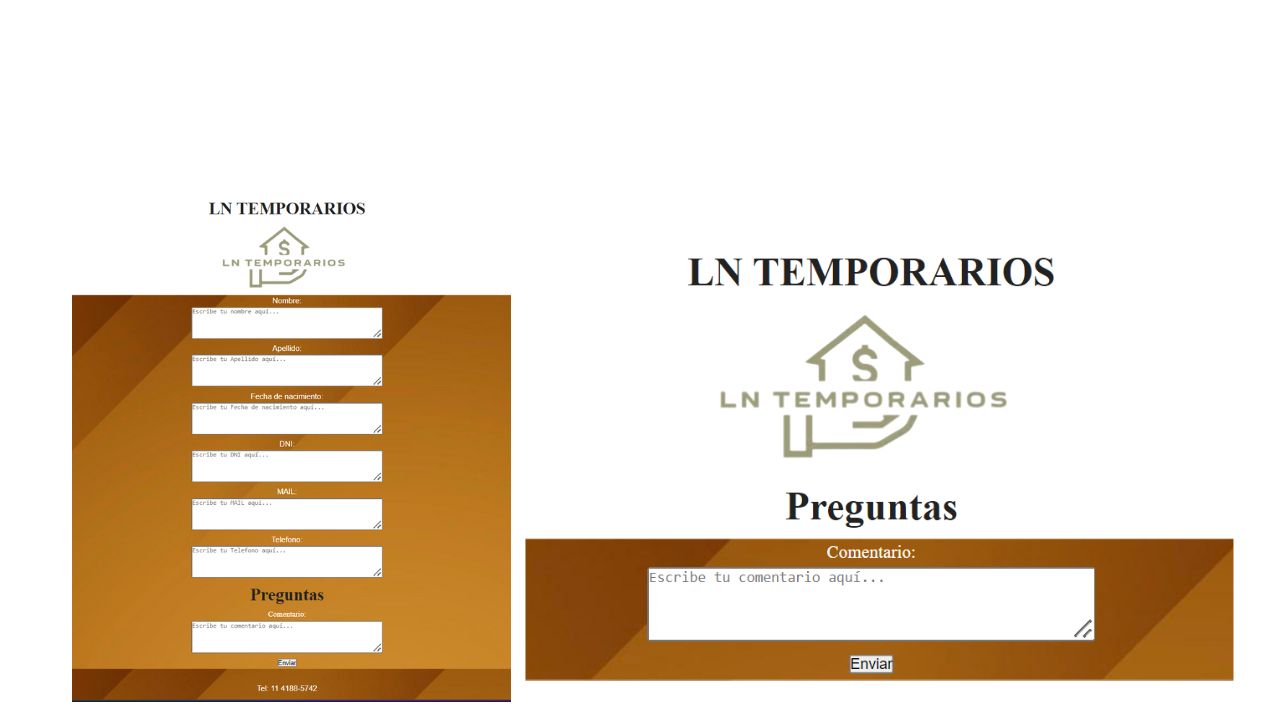 LN TEMPORARIOS
$
LN TEMPORARIOS
Nombre:
Escribe tu nombre aquí...
Apellido:
Escribe tu Apellido aquí...
Fecha de nacimiento:
Escribe tu Fecha de nacimiento aquí...
DNI:
Escribe tu DNI aquí...
MAIL:
Escribe tu MAIL aquí...
Telefono:
Escribe tu Telefono aquí...
Preguntas
Comentario:
Escribe tu comentario aquí...
Enviar
Tel: 11 4188-5742
LN TEMPORARIOS
$
LN TEMPORARIOS
Preguntas
Comentario:
Escribe tu comentario aquí...
Enviar